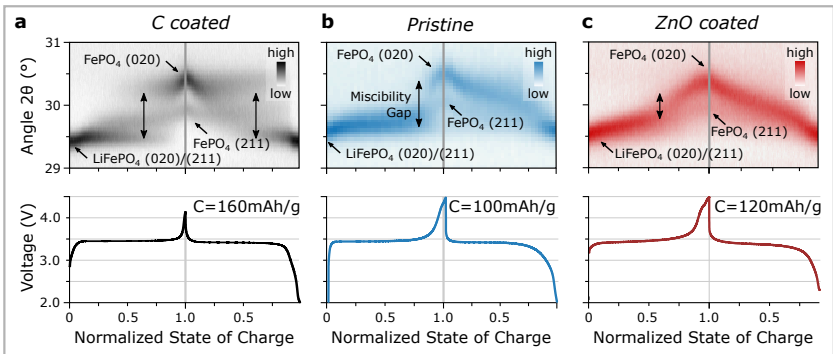 a C coated
b Pristine
c ZnO coated
Angle 2θ (°)
31
30
29
FePO₄ (020)
high
low
FePO₄ (211)
LiFePO₄ (020)/(211)
FePO₄ (020)
high
low
Miscibility
Gap
FePO₄ (211)
LiFePO₄ (020)/(211)
FePO₄ (020)
high
low
FePO₄ (211)
LiFePO₄ (020)/(211)
Voltage (V)
4.0
3.0
2.0
C=160mAh/g
C=100mAh/g
C=120mAh/g
0 0.5 1.0 0.5
0 0.5 1.0 0.5
0 0.5 1.0 0.5
Normalized State of Charge
Normalized State of Charge
Normalized State of Charge